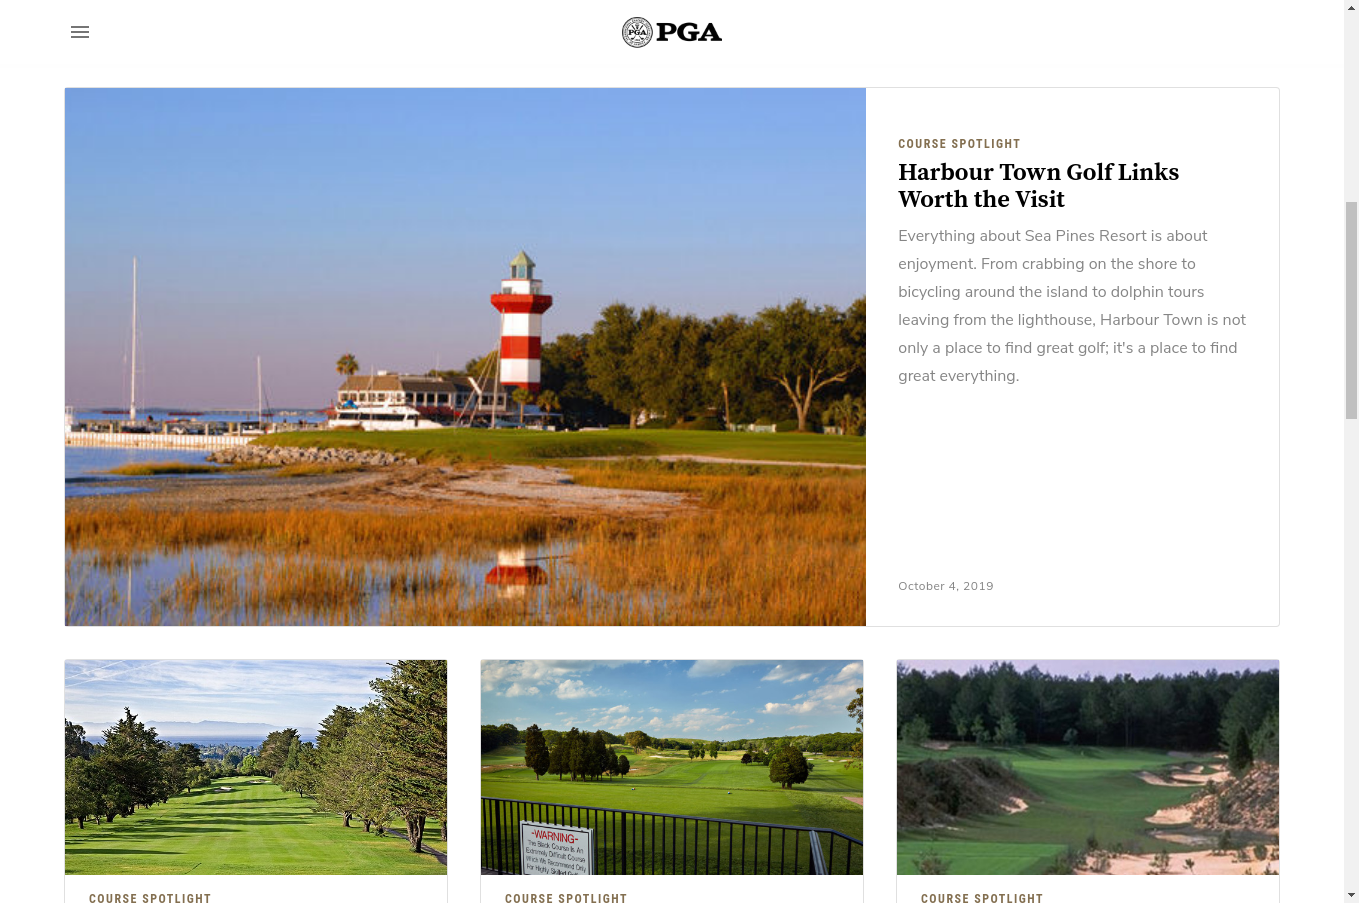 PGA
PGA
COURSE SPOTLIGHT
Harbour Town Golf Links
Worth the Visit
Everything about Sea Pines Resort is about
enjoyment. From crabbing on the shore to
bicycling around the island to dolphin tours
leaving from the lighthouse, Harbour Town is not
only a place to find great golf; it's a place to find
great everything.
October 4, 2019
-WARNING-
The Black Course Is An
Extremely Difficult Course
Which We Recommend Only
For Highly Skilled
COURSE SPOTLIGHT
COURSE SPOTLIGHT
COURSE SPOTLIGHT